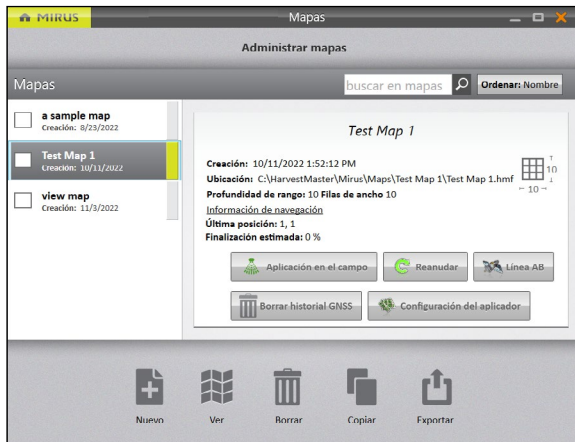 MIRUS
Mapas
Administrar mapas
Mapas
buscar en mapas
Ordenar: Nombre
a sample map
Creación: 8/23/2022
Test Map 1
Creación: 10/11/2022
view map
Creación: 11/3/2022
Test Map 1
Creación: 10/11/2022 1:52:12 PM
Ubicación: C:\HarvestMaster\Mirus\Maps\Test Map 1\Test Map 1.hmf
Profundidad de rango: 10 Filas de ancho 10
10
10
Información de navegación
Última posición: 1, 1
Finalización estimada: 0 %
Aplicación en el campo
Reanudar
Línea AB
Borrar historial GNSS
Configuración del aplicador
Nuevo
Ver
Borrar
Copiar
Exportar